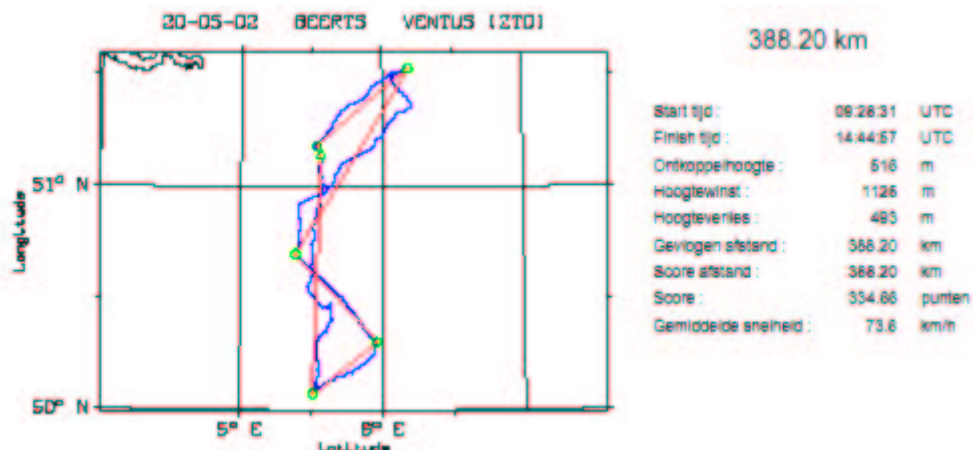 20-05-02 BEERTS VENTUS [ZTO]
388.20 km
Start tijd : 09:28:31 UTC
Finish tijd : 14:44:57 UTC
Ontkoppelhoogte : 516 m
Hoogtewinst : 1126 m
Hoogteverlies : 493 m
Gevlogen afstand : 388.20 km
Score afstand : 388.20 km
Score : 334.66 punten
Gemiddelde snelheid : 73.6 km/h
51° N
Longitude
50° N
5° E
6° E
Latitude